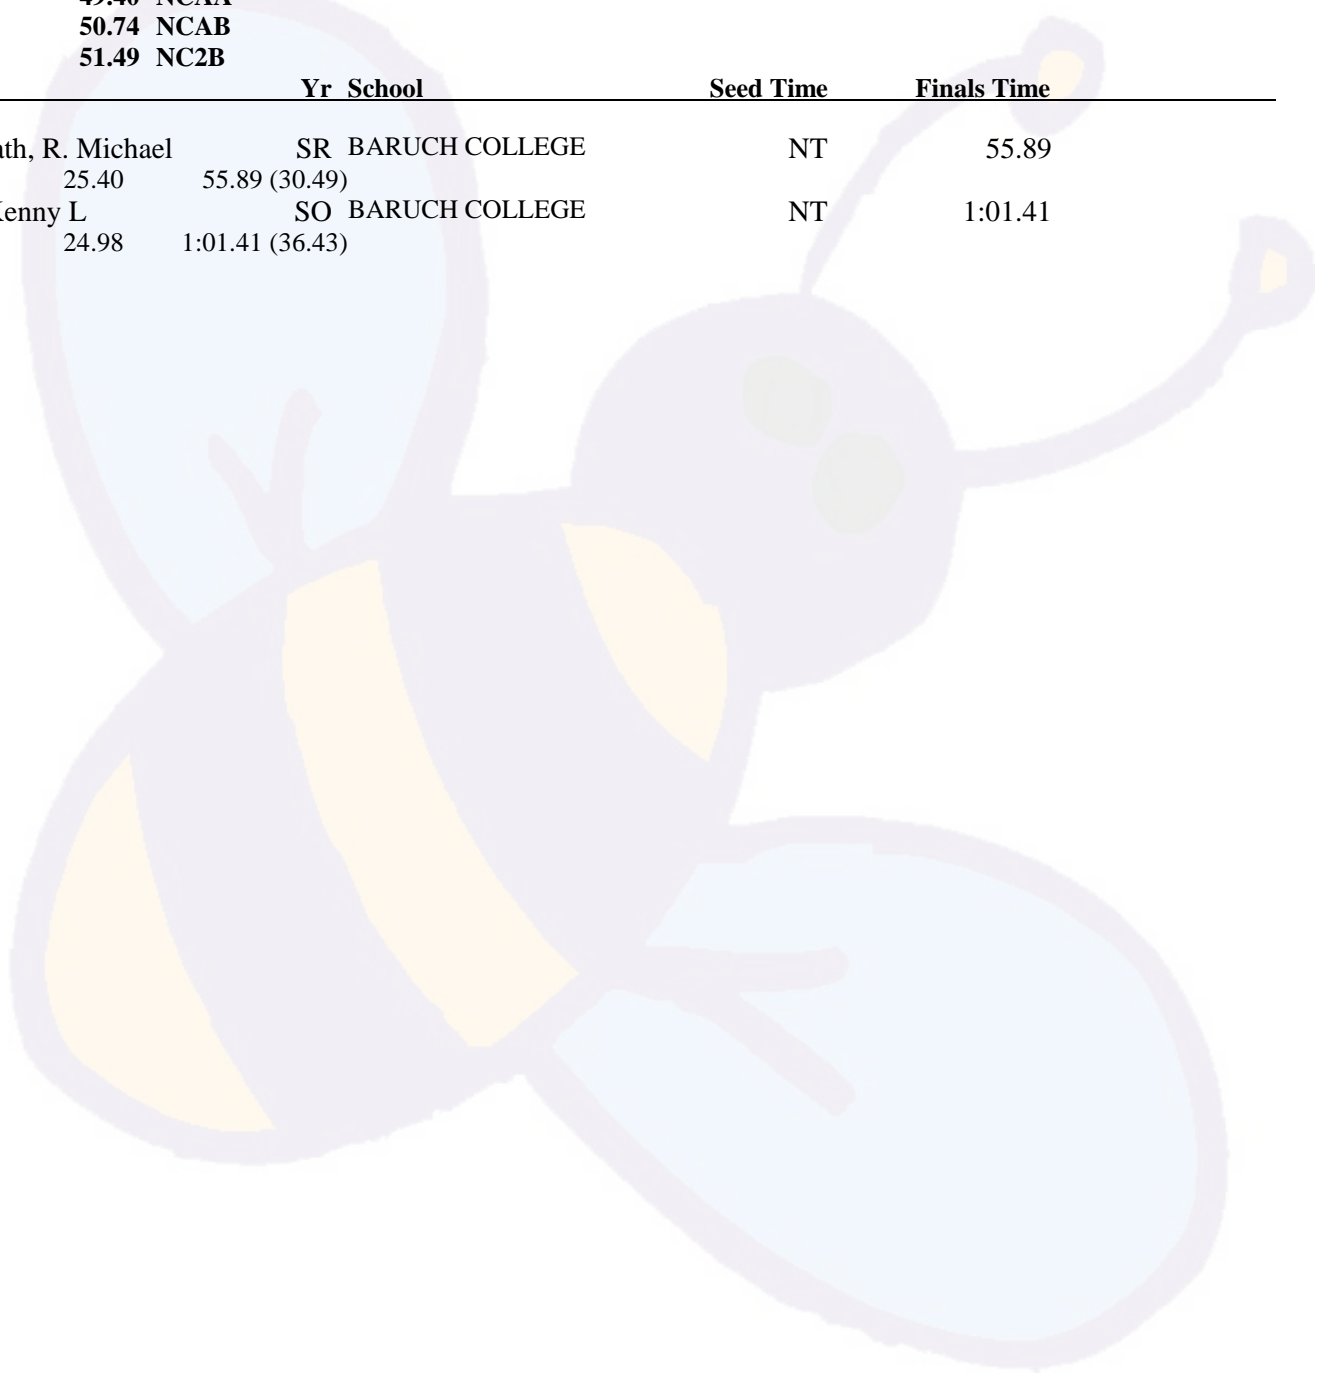 50.74 NCAB
51.49 NC2B
Yr School Seed Time Finals Time
R. Michael SR BARUCH COLLEGE NT 55.89
25.40 55.89 (30.49)
L SO BARUCH COLLEGE NT 1:01.41
24.98 1:01.41 (36.43)